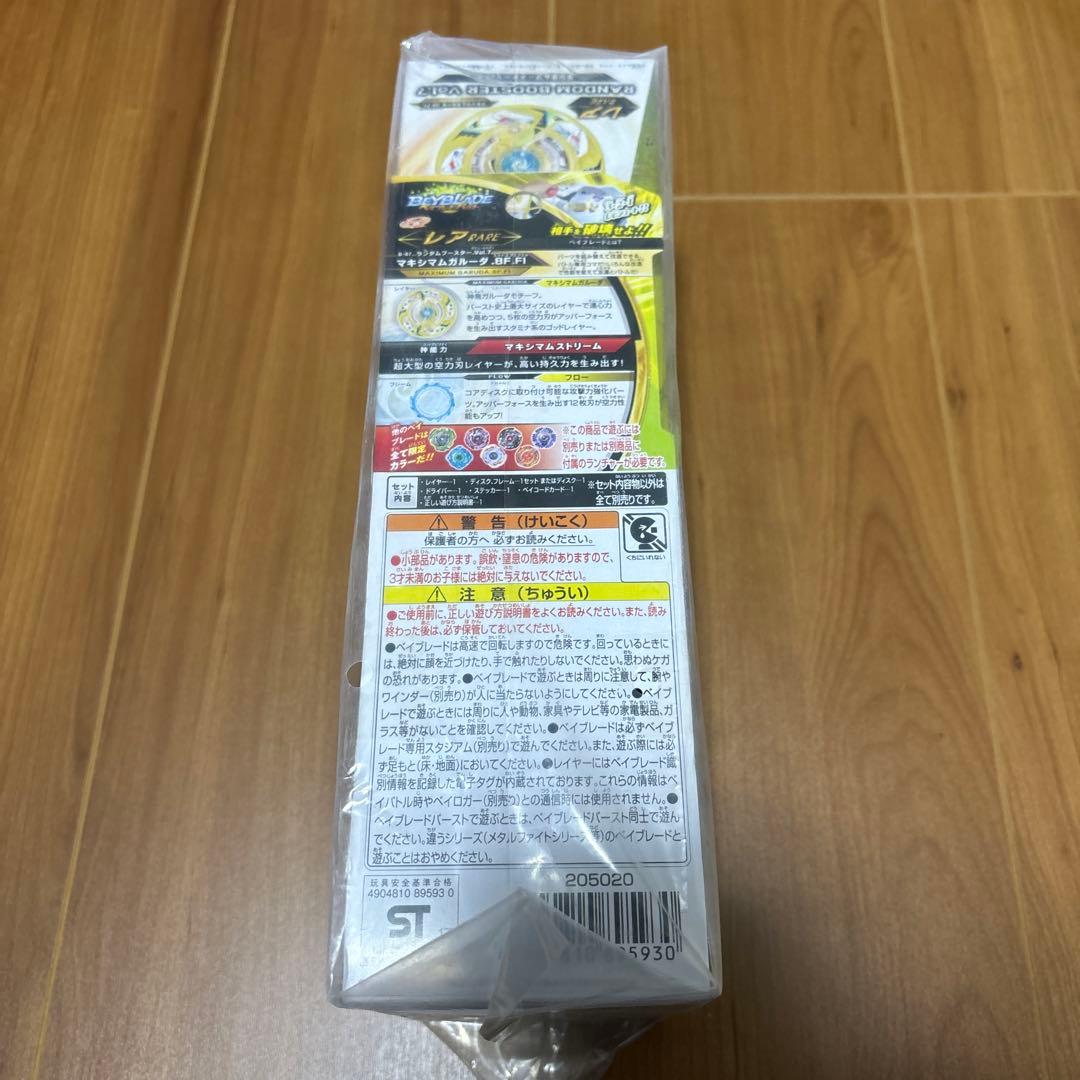 RANDOM BOOSTER Vol.7
レア
RARE
BEYBLADE
レア RARE
相手を破壊せよ!!
ベイブレードとは?
B-87 ランダムブースターVol.7
マキシマムガルーダ.8F.Fl
MAXIMUM GARUDA.8F.Fl
MAXIMUM GARUDA
マキシマムガルーダ
レイヤー
神鳥ガルーダモチーフ。
バースト史上最大サイズのレイヤーで遠心力
を高めつつ、5枚の空力刃がアッパーフォース
を生み出すスタミナ系のゴッドレイヤー。
神能力
マキシマムストリーム
超大型の空力刃レイヤーが、高い持久力を生み出す!
FLOW
フロー
フレーム
コアディスクに取り付け可能な攻撃力強化パー
ツ。アッパーフォースを生み出す12枚刃が空力性
能もアップ!
他のベイ
ブレードは
全て限定
カラーだ!!
※この商品で遊ぶには
別売りまたは別商品に
付属のランチャーが必要です。
セット
内容
・レイヤー…1 ・ディスク、フレーム…1セット またはディスク…1
・ドライバー…1 ・ステッカー…1 ・ベイコードカード…1
・正しい遊び方説明書…1
※セット内容物以外は
全て別売りです。
警告(けいこく)
保護者の方へ 必ずお読みください。
●小部品があります。誤飲・窒息の危険がありますので、
3才未満のお子様には絶対に与えないでください。
くちにいれない
注意(ちゅうい)
●ご使用前に、正しい遊び方説明書をよくお読みください。また、読み
終わった後は、必ず保管しておいてください。
●ベイブレードは高速で回転しますので危険です。回っているときに
は、絶対に顔を近づけたり、手で触れたりしないでください。思わぬケガ
の恐れがあります。●ベイブレードで遊ぶときは周りに注意して、腕や
ワインダー(別売り)が人に当たらないようにしてください。●ベイブ
レードで遊ぶときには周りに人や動物、家具やテレビ等の家電製品、ガ
ラス等がないことを確認してください。●ベイブレードは必ずベイブ
レード専用スタジアム(別売り)で遊んでください。また、遊ぶ際には必
ず足もと(床・地面)においてください。●レイヤーにはベイブレード識
別情報を記録した電子タグが内蔵されております。これらの情報はベ
イバトル時やベイロガー(別売り)との通信時には使用されません。●
ベイブレードバーストで遊ぶときは、ベイブレードバースト同士で遊ん
でください。違うシリーズ(メタルファイトシリーズ等)のベイブレードと
遊ぶことはおやめください。
玩具安全基準合格
4904810 89593 0
ST
205020